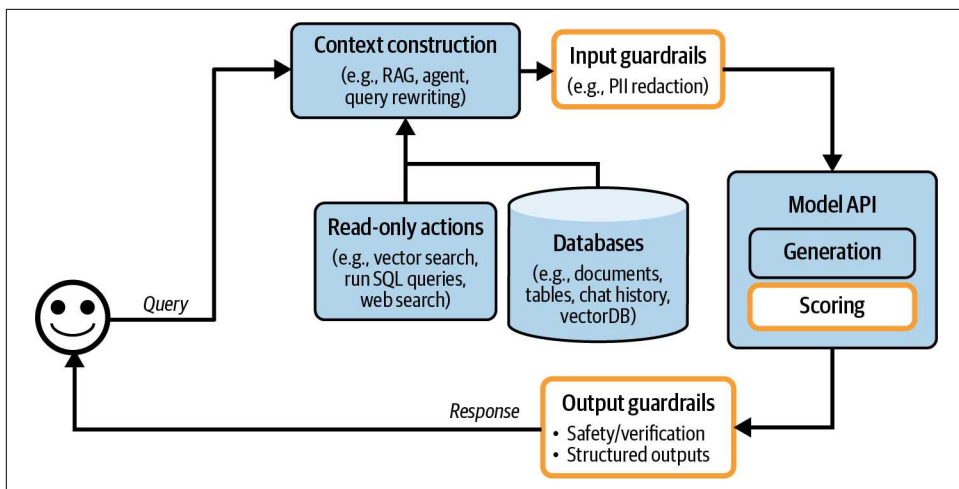 Context construction
(e.g., RAG, agent,
query rewriting)
Input guardrails
(e.g., PII redaction)
Read-only actions
(e.g., vector search,
run SQL queries,
web search)
Databases
(e.g., documents,
tables, chat history,
vectorDB)
Model API
Generation
Scoring
Query
Response
Output guardrails
• Safety/verification
• Structured outputs